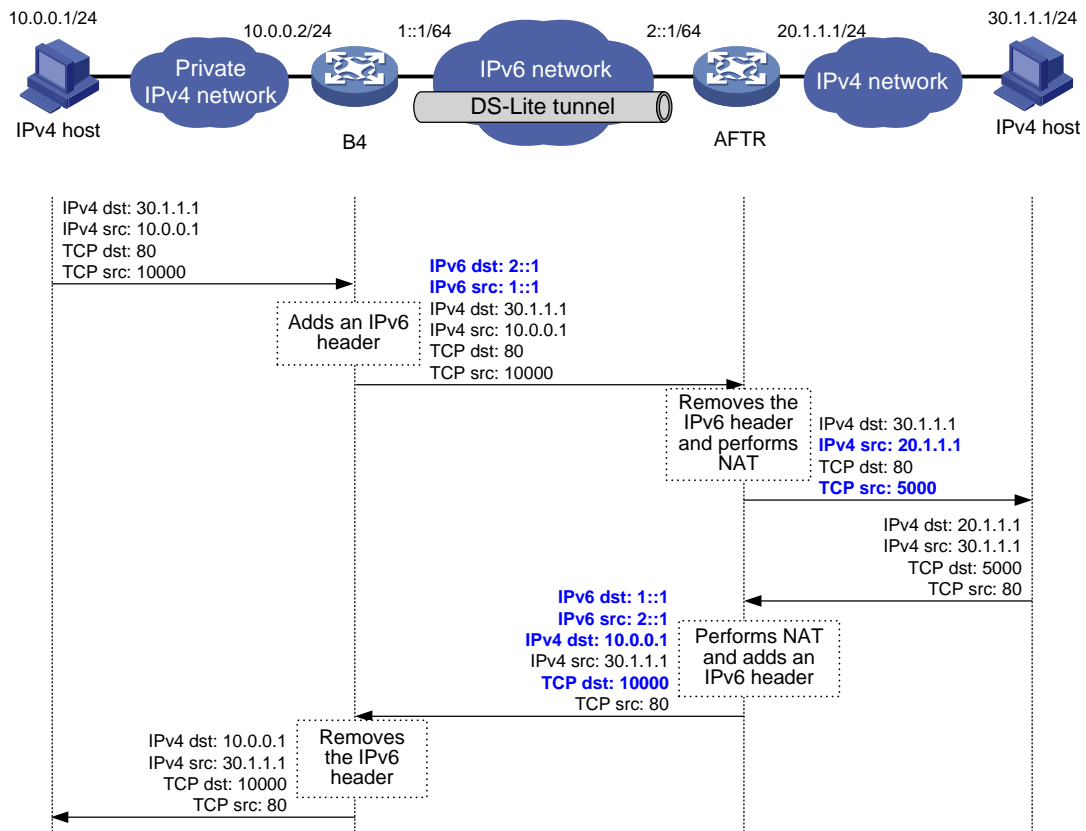 10.0.0.1/24
10.0.0.2/24
1::1/64
2::1/64
20.1.1.1/24
30.1.1.1/24
Private
IPv4 network
IPv6 network
DS-Lite tunnel
IPv4 network
IPv4 host
B4
AFTR
IPv4 host
IPv4 dst: 30.1.1.1
IPv4 src: 10.0.0.1
TCP dst: 80
TCP src: 10000
Adds an IPv6
header
IPv6 dst: 2::1
IPv6 src: 1::1
IPv4 dst: 30.1.1.1
IPv4 src: 10.0.0.1
TCP dst: 80
TCP src: 10000
Removes the
IPv6 header
and performs
NAT
IPv4 dst: 30.1.1.1
IPv4 src: 20.1.1.1
TCP dst: 80
TCP src: 5000
IPv4 dst: 20.1.1.1
IPv4 src: 30.1.1.1
TCP dst: 5000
TCP src: 80
Performs NAT
and adds an
IPv6 header
IPv6 dst: 1::1
IPv6 src: 2::1
IPv4 dst: 10.0.0.1
IPv4 src: 30.1.1.1
TCP dst: 10000
TCP src: 80
Removes
the IPv6
header
IPv4 dst: 10.0.0.1
IPv4 src: 30.1.1.1
TCP dst: 10000
TCP src: 80